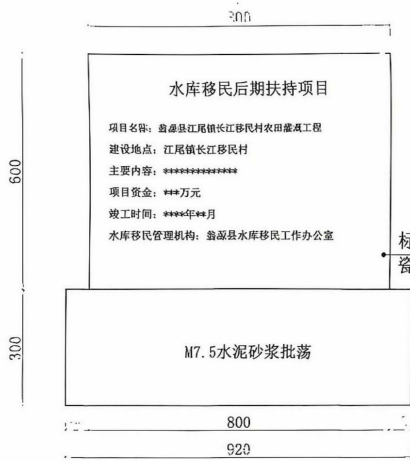 800
水库移民后期扶持项目
项目名称：翁源县江尾镇长江移民村农田灌溉工程
建设地点：江尾镇长江移民村
主要内容：**************
项目资金：***万元
竣工时间：****年**月
水库移民管理机构：翁源县水库移民工作办公室
600
标
瓷
M7.5水泥砂浆批荡
300
800
920